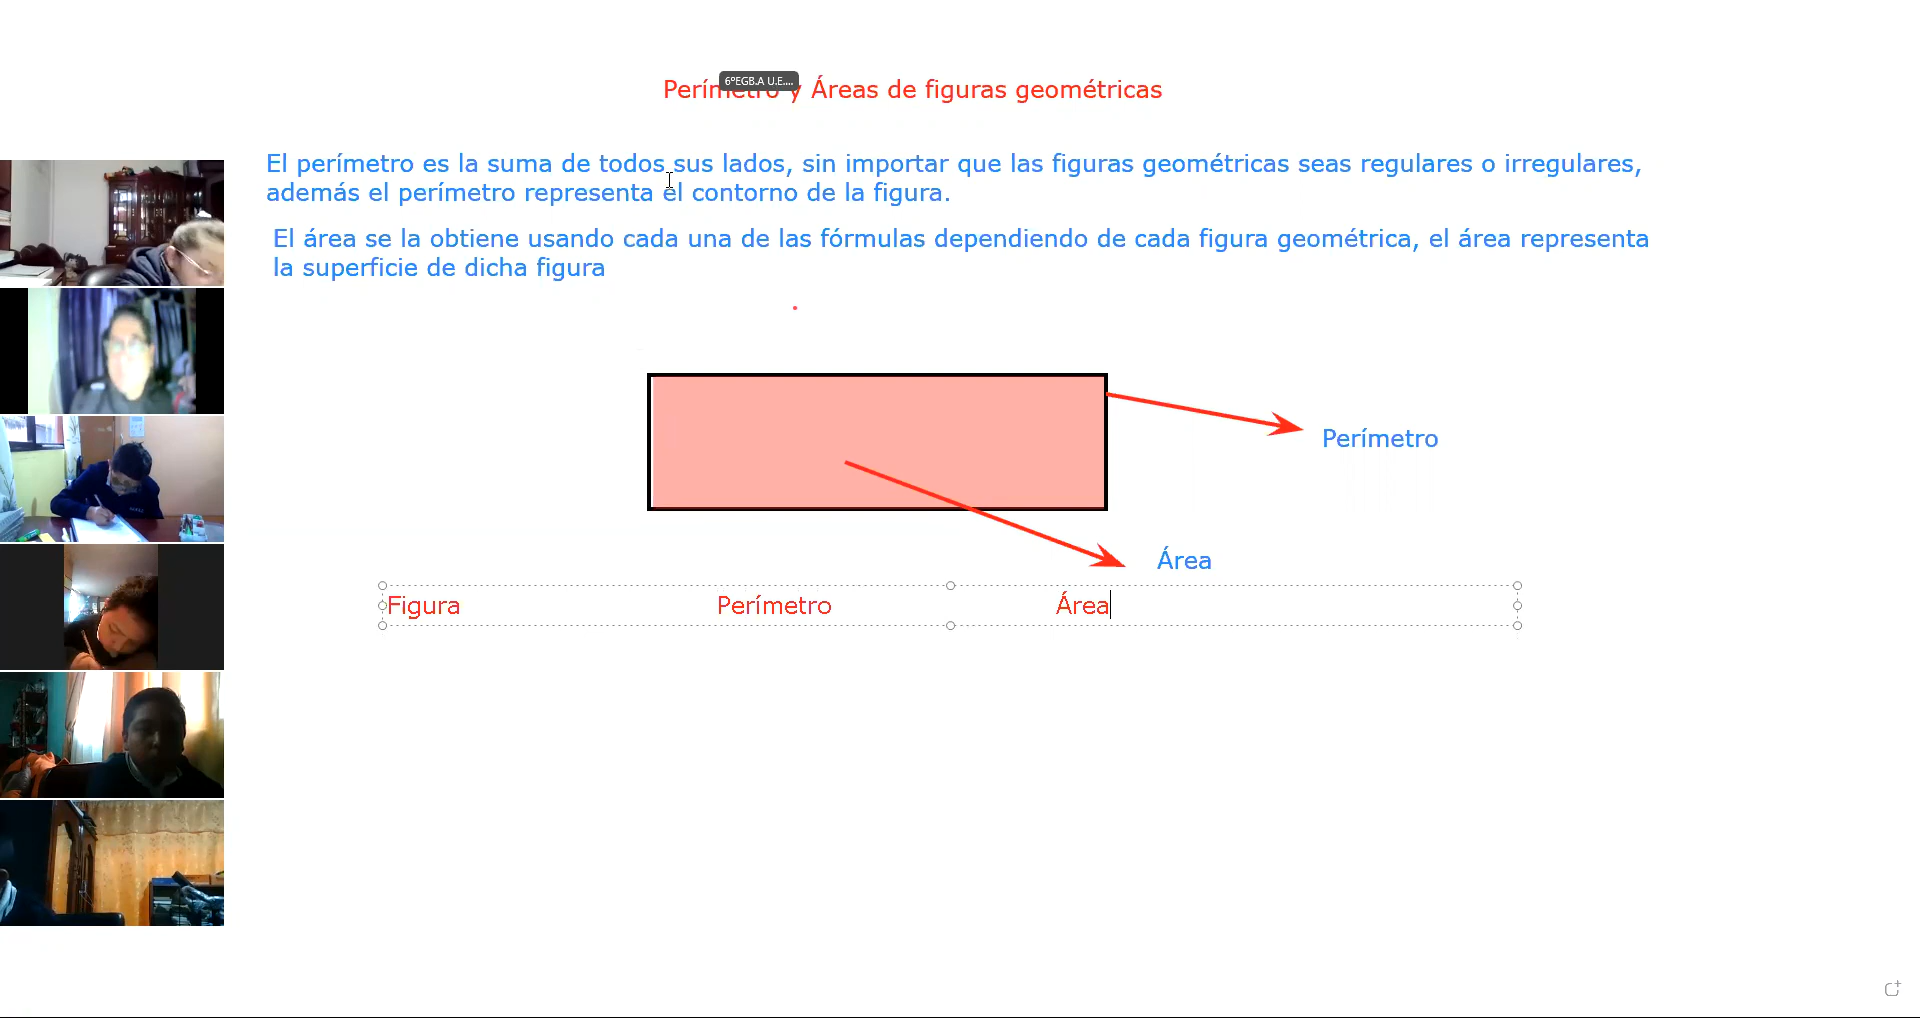 6°EGB.A U.E....
Perímetro y Áreas de figuras geométricas
El perímetro es la suma de todos sus lados, sin importar que las figuras geométricas seas regulares o irregulares,
además el perímetro representa el contorno de la figura.
El área se la obtiene usando cada una de las fórmulas dependiendo de cada figura geométrica, el área representa
la superficie de dicha figura
Perímetro
Área
Figura Perímetro Área